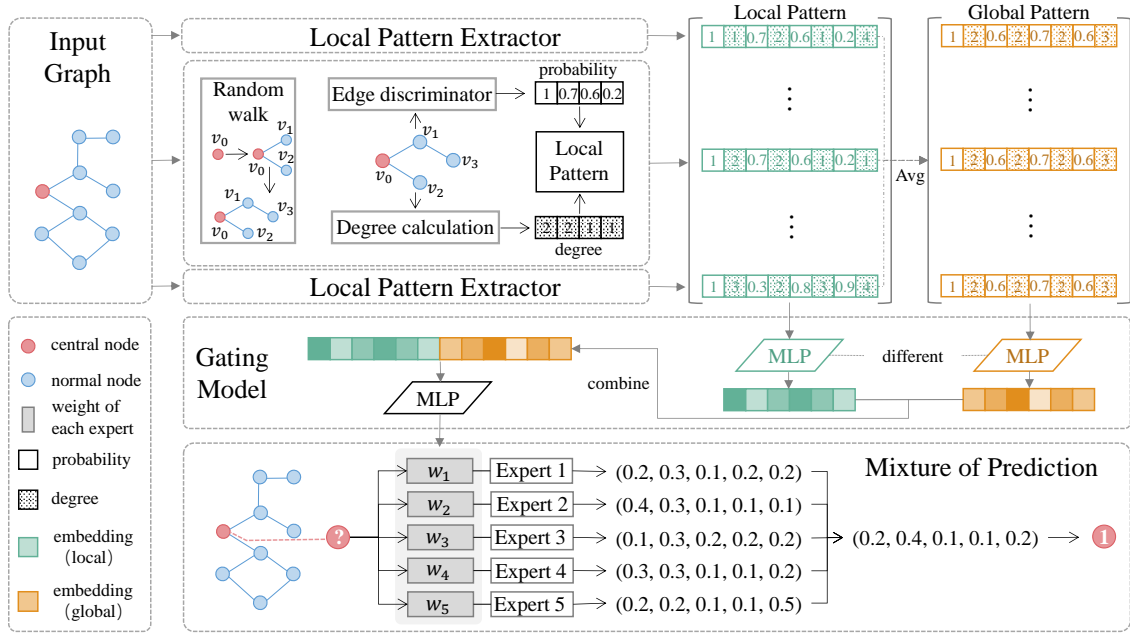 Input
Graph
Local Pattern Extractor
Random
walk
v₀
v₁
v₂
v₀
v₁
v₃
v₀
v₂
Edge discriminator
v₁
v₃
v₀
v₂
Degree calculation
probability
1 0.7 0.6 0.2
Local
Pattern
2 2 1 1
degree
Local Pattern Extractor
Local Pattern
1 1 0.7 2 0.6 1 0.2 4
...
1 2 0.7 2 0.6 1 0.2 1
...
1 3 0.3 2 0.8 3 0.9 4
Avg
Global Pattern
1 2 0.6 2 0.7 2 0.6 3
...
1 2 0.6 2 0.7 2 0.6 3
...
1 2 0.6 2 0.7 2 0.6 3
central node
normal node
weight of
each expert
probability
degree
embedding
(local)
embedding
(global)
Gating
Model
MLP
combine
MLP
different
MLP
Mixture of Prediction
?
w₁ Expert 1 (0.2, 0.3, 0.1, 0.2, 0.2)
w₂ Expert 2 (0.4, 0.3, 0.1, 0.1, 0.1)
w₃ Expert 3 (0.1, 0.3, 0.2, 0.2, 0.2)
w₄ Expert 4 (0.3, 0.3, 0.1, 0.1, 0.2)
w₅ Expert 5 (0.2, 0.2, 0.1, 0.1, 0.5)
(0.2, 0.4, 0.1, 0.1, 0.2)
1